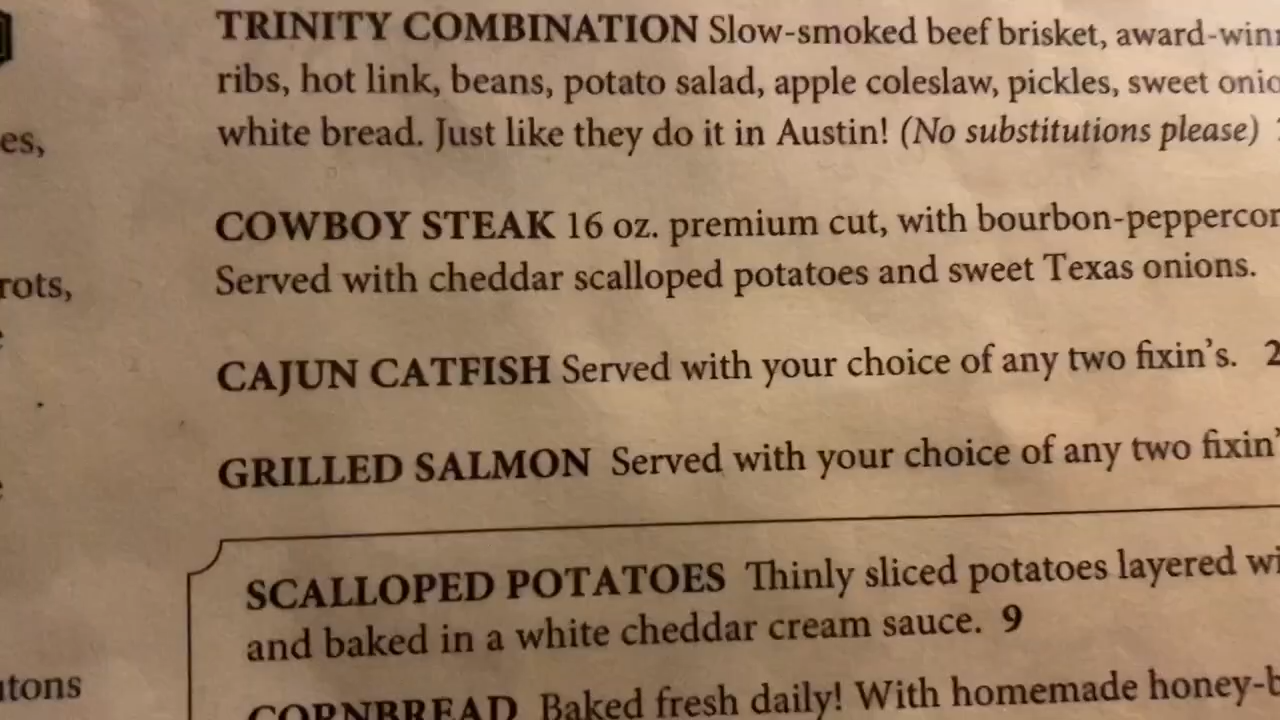 TRINITY COMBINATION Slow-smoked beef brisket,
es,
ribs, hot link, beans, potato salad, apple coleslaw, pickles, sweet
white bread. Just like they do it in Austin! (No substitutions please)
COWBOY STEAK 16 oz. premium cut, with
rots,
Served with cheddar scalloped potatoes and sweet Texas onions.
CAJUN CATFISH Served with your choice of any two fixin's. 2
GRILLED SALMON Served with your choice of any two
SCALLOPED POTATOES Thinly sliced potatoes layered
and baked in a white cheddar cream sauce. 9
utons
CORNBREAD Baked fresh daily! With homemade